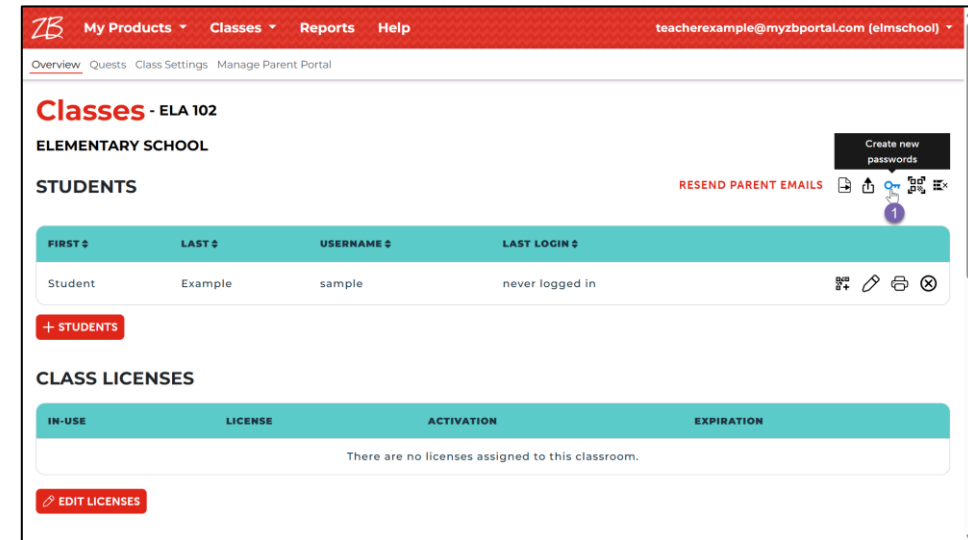 ZB My Products Classes Reports Help teacherexample@myzbportal.com (elmschool)
Overview Quests Class Settings Manage Parent Portal
Classes - ELA 102
ELEMENTARY SCHOOL
Create new
passwords
STUDENTS RESEND PARENT EMAILS
1
FIRST LAST USERNAME LAST LOGIN
Student Example sample never logged in
+ STUDENTS
CLASS LICENSES
IN-USE LICENSE ACTIVATION EXPIRATION
There are no licenses assigned to this classroom.
EDIT LICENSES